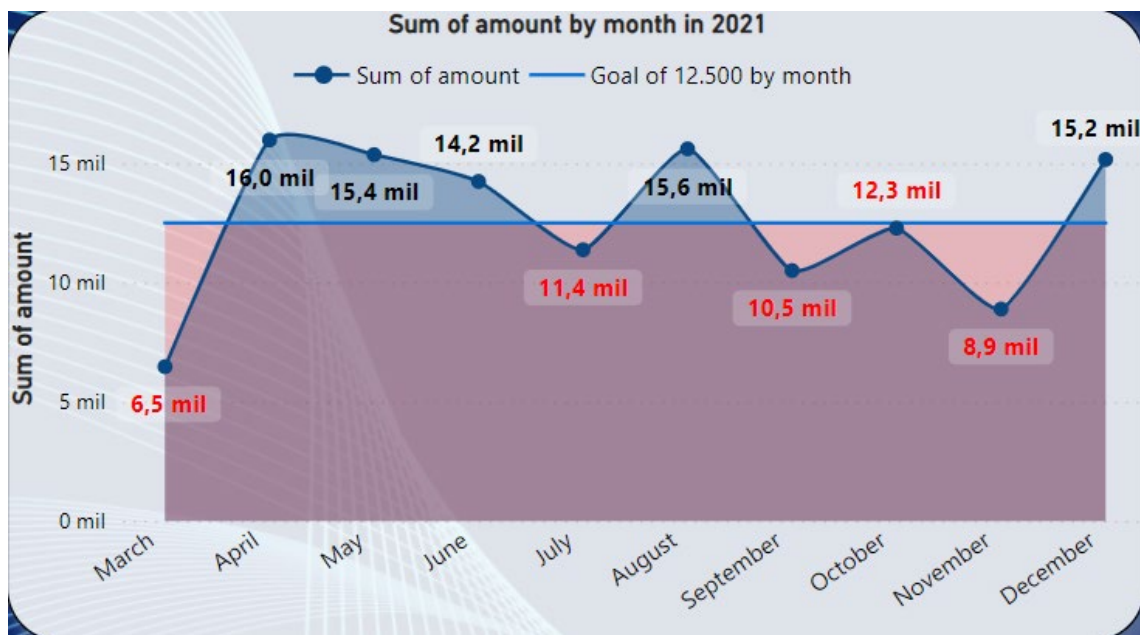 Sum of amount by month in 2021
Sum of amount
Goal of 12.500 by month
Sum of amount
15 mil
10 mil
5 mil
0 mil
6,5 mil
16,0 mil
15,4 mil
14,2 mil
11,4 mil
15,6 mil
10,5 mil
12,3 mil
8,9 mil
15,2 mil
March
April
May
June
July
August
September
October
November
December